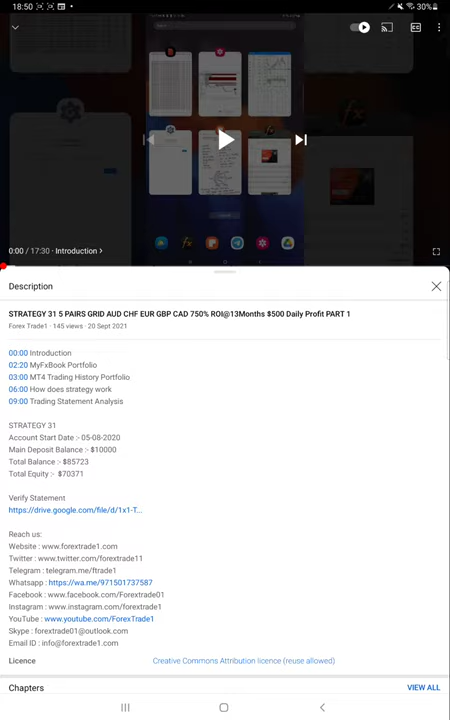 18:50
30%
0:00 / 17:30 · Introduction >
Description
STRATEGY 31 5 PAIRS GRID AUD CHF EUR GBP CAD 750% ROI@13Months $500 Daily Profit PART 1
Forex Trade1 · 145 views · 20 Sept 2021
00:00 Introduction
02:20 MyFxBook Portfolio
03:00 MT4 Trading History Portfolio
06:00 How does strategy work
09:00 Trading Statement Analysis
STRATEGY 31
Account Start Date :- 05-08-2020
Main Deposit Balance :- $10000
Total Balance :- $85723
Total Equity :- $70371
Verify Statement
https://drive.google.com/file/d/1x1-T...
Reach us:
Website : www.forextrade1.com
Twitter : www.twitter.com/forextrade11
Telegram : telegram.me/ftrade1
Whatsapp : https://wa.me/971501737587
Facebook : www.facebook.com/ForexTrade01
Instagram : www.instagram.com/forextrade1
YouTube : www.youtube.com/ForexTrade1
Skype : forextrade01@outlook.com
Email ID : info@forextrade1.com
Licence Creative Commons Attribution licence (reuse allowed)
Chapters VIEW ALL